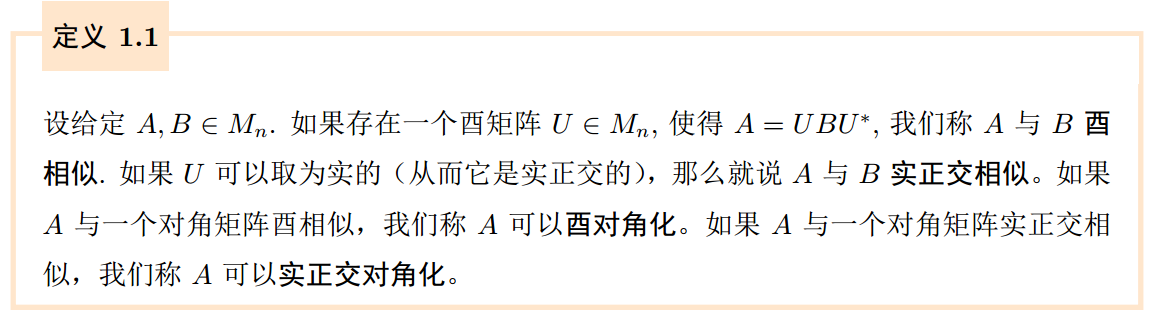 定义 1.1
设给定 A, B ∈ Mₙ. 如果存在一个酉矩阵 U ∈ Mₙ, 使得 A = UBU*, 我们称 A 与 B 酉
相似. 如果 U 可以取为实的（从而它是实正交的），那么就说 A 与 B 实正交相似。如果
A 与一个对角矩阵酉相似，我们称 A 可以酉对角化。如果 A 与一个对角矩阵实正交相
似，我们称 A 可以实正交对角化。